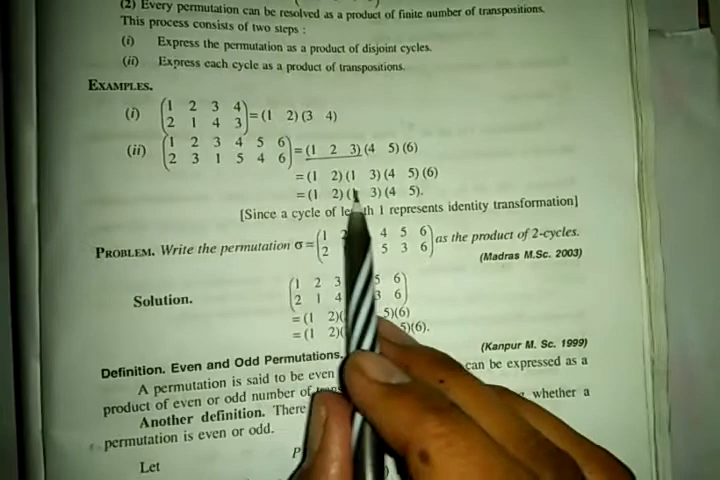 (2) Every permutation can be resolved as a product of finite number of transpositions.
This process consists of two steps :
(i) Express the permutation as a product of disjoint cycles.
(ii) Express each cycle as a product of transpositions.
EXAMPLES.
(i) (1 2 3 4
2 1 4 3) = (1 2) (3 4)
(ii) (1 2 3 4 5 6
2 3 1 5 4 6) = (1 2 3) (4 5) (6)
= (1 2) (1 3) (4 5) (6)
= (1 2) (1 3) (4 5).
[Since a cycle of length 1 represents identity transformation]
PROBLEM. Write the permutation σ = (1 2 4 5 6
2 5 3 6) as the product of 2-cycles.
(Madras M.Sc. 2003)
Solution. (1 2 3 5 6
2 1 4 3 6)
= (1 2)( 5)(6)
= (1 2)( 5)(6).
(Kanpur M. Sc. 1999)
Definition. Even and Odd Permutations.
A permutation is said to be even can be expressed as a
product of even or odd number of
Another definition. There whether a
permutation is even or odd.
Let P